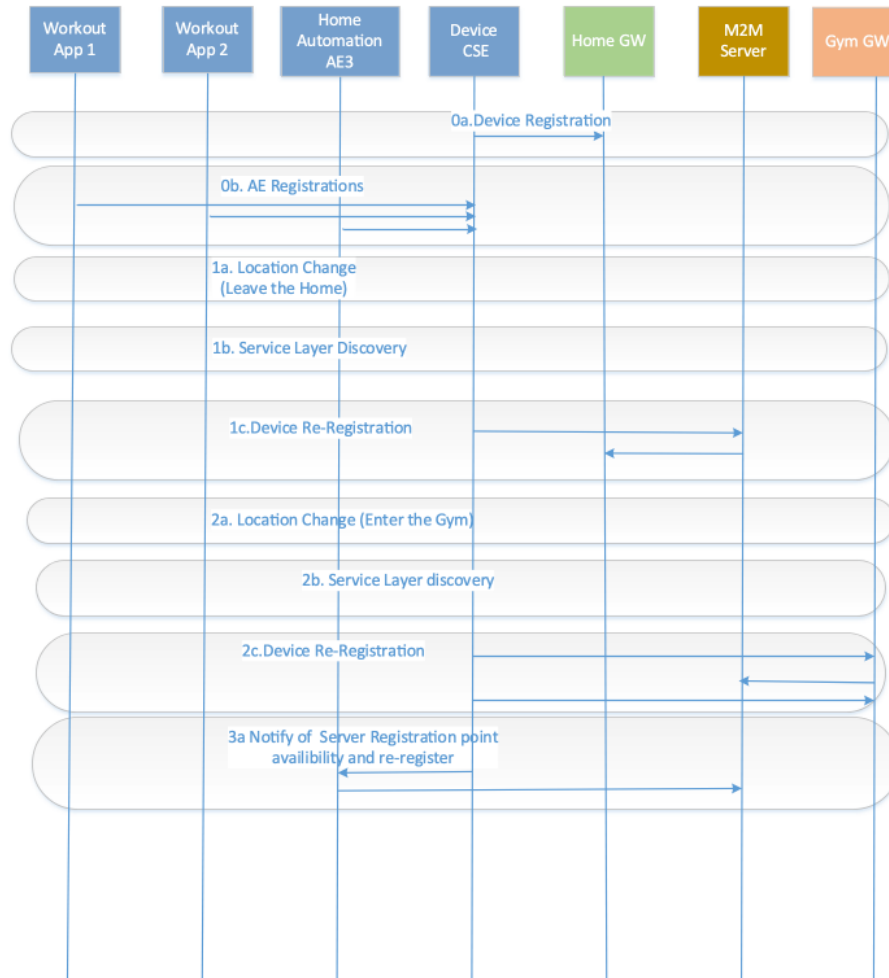 Workout
App 1
Workout
App 2
Home
Automation
AE3
Device
CSE
Home GW
M2M
Server
Gym GW
0a.Device Registration
0b. AE Registrations
1a. Location Change
(Leave the Home)
1b. Service Layer Discovery
1c.Device Re-Registration
2a. Location Change (Enter the Gym)
2b. Service Layer discovery
2c.Device Re-Registration
3a Notify of Server Registration point
availibility and re-register